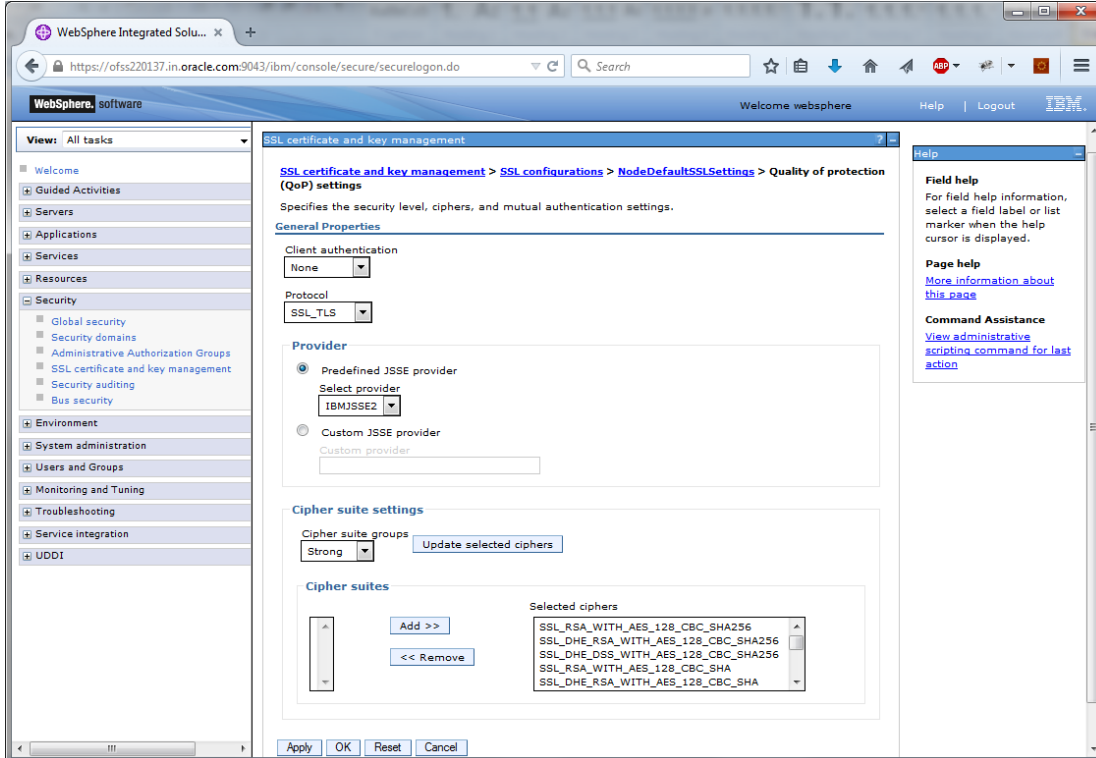 WebSphere Integrated Solu... × +
https://ofss220137.in.oracle.com:9043/ibm/console/secure/securelogon.do
Search
ABP
WebSphere. software
Welcome websphere
Help | Logout
IBM.
View: All tasks
Welcome
Guided Activities
Servers
Applications
Services
Resources
Security
Global security
Security domains
Administrative Authorization Groups
SSL certificate and key management
Security auditing
Bus security
Environment
System administration
Users and Groups
Monitoring and Tuning
Troubleshooting
Service integration
UDDI
SSL certificate and key management
? -
SSL certificate and key management > SSL configurations > NodeDefaultSSLSettings > Quality of protection
(QoP) settings
Specifies the security level, ciphers, and mutual authentication settings.
General Properties
Client authentication
None
Protocol
SSL_TLS
Provider
Predefined JSSE provider
Select provider
IBMJSSE2
Custom JSSE provider
Custom provider
Cipher suite settings
Cipher suite groups
Strong
Update selected ciphers
Cipher suites
Add >>
<< Remove
Selected ciphers
SSL_RSA_WITH_AES_128_CBC_SHA256
SSL_DHE_RSA_WITH_AES_128_CBC_SHA256
SSL_DHE_DSS_WITH_AES_128_CBC_SHA256
SSL_RSA_WITH_AES_128_CBC_SHA
SSL_DHE_RSA_WITH_AES_128_CBC_SHA
Apply OK Reset Cancel
Help
Field help
For field help information,
select a field label or list
marker when the help
cursor is displayed.
Page help
More information about
this page
Command Assistance
View administrative
scripting command for last
action